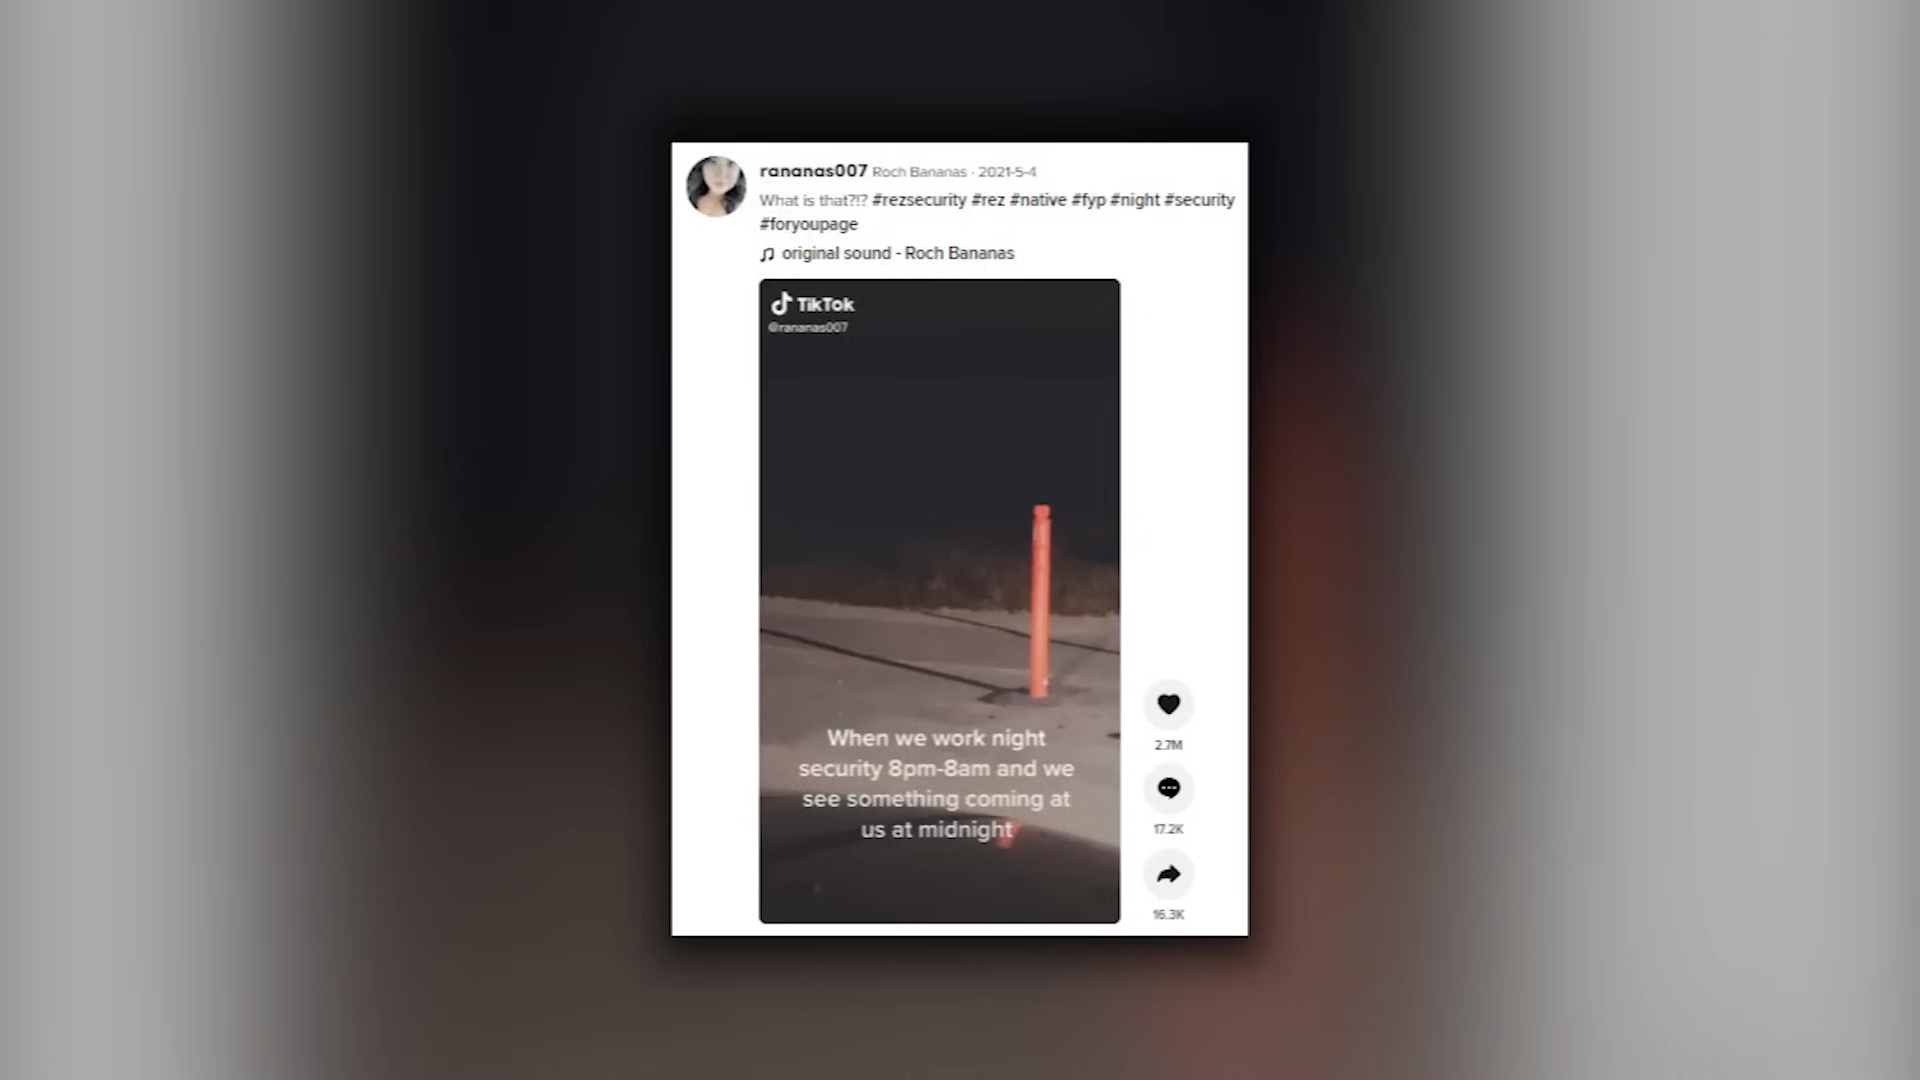 rananas007 Roch Bananas · 2021-5-4
What is that?!? #rezsecurity #rez #native #fyp #night #security
#foryoupage
original sound - Roch Bananas
TikTok
@rananas007
When we work night
security 8pm-8am and we
see something coming at
us at midnight
2.7M
17.2K
16.3K